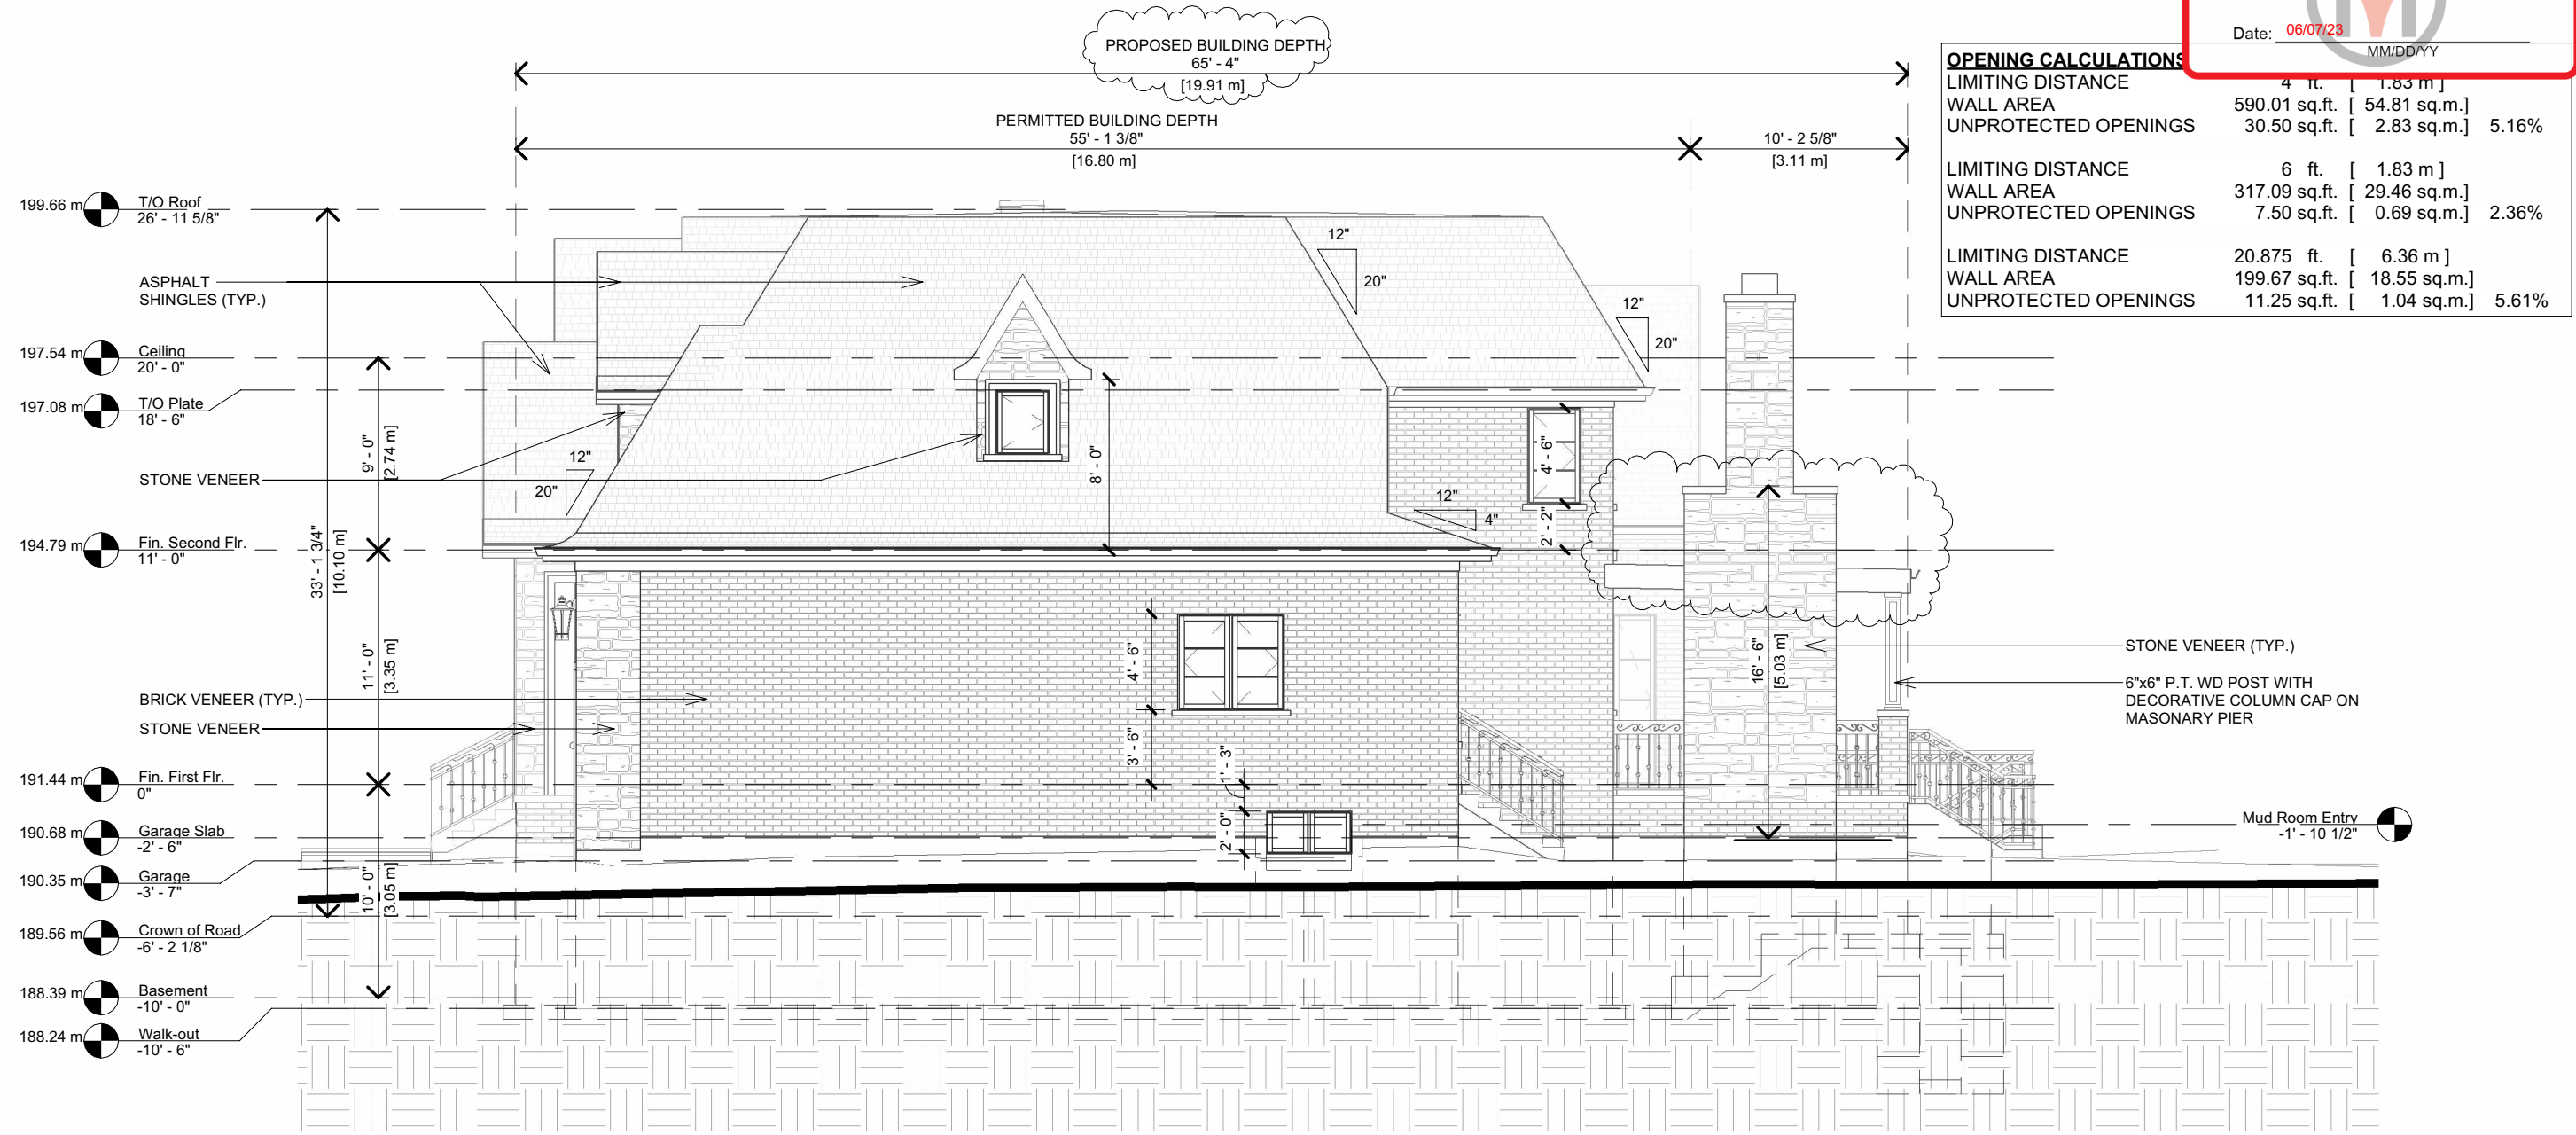 Date: 06/07/23
MM/DD/YY
PROPOSED BUILDING DEPTH
65' - 4"
[19.91 m]
PERMITTED BUILDING DEPTH
55' - 1 3/8"
[16.80 m]
10' - 2 5/8"
[3.11 m]
OPENING CALCULATIONS
LIMITING DISTANCE 4 ft. [ 1.83 m ]
WALL AREA 590.01 sq.ft. [ 54.81 sq.m.]
UNPROTECTED OPENINGS 30.50 sq.ft. [ 2.83 sq.m.] 5.16%
LIMITING DISTANCE 6 ft. [ 1.83 m ]
WALL AREA 317.09 sq.ft. [ 29.46 sq.m.]
UNPROTECTED OPENINGS 7.50 sq.ft. [ 0.69 sq.m.] 2.36%
LIMITING DISTANCE 20.875 ft. [ 6.36 m ]
WALL AREA 199.67 sq.ft. [ 18.55 sq.m.]
UNPROTECTED OPENINGS 11.25 sq.ft. [ 1.04 sq.m.] 5.61%
199.66 m T/O Roof
26' - 11 5/8"
ASPHALT
SHINGLES (TYP.)
197.54 m Ceiling
20' - 0"
197.08 m T/O Plate
18' - 6"
STONE VENEER
194.79 m Fin. Second Flr.
11' - 0"
BRICK VENEER (TYP.)
STONE VENEER
191.44 m Fin. First Flr.
0"
190.68 m Garage Slab
-2' - 6"
190.35 m Garage
-3' - 7"
189.56 m Crown of Road
-6' - 2 1/8"
188.39 m Basement
-10' - 0"
188.24 m Walk-out
-10' - 6"
33' - 1 3/4"
[10.10 m]
9' - 0"
[2.74 m]
11' - 0"
[3.35 m]
10' - 0"
[3.05 m]
12"
20"
8' - 0"
12"
20"
12"
20"
12"
4"
4' - 6"
2' - 2"
4' - 6"
3' - 6"
1' - 3"
2' - 0"
16' - 6"
[5.03 m]
STONE VENEER (TYP.)
6"x6" P.T. WD POST WITH
DECORATIVE COLUMN CAP ON
MASONARY PIER
Mud Room Entry
-1' - 10 1/2"